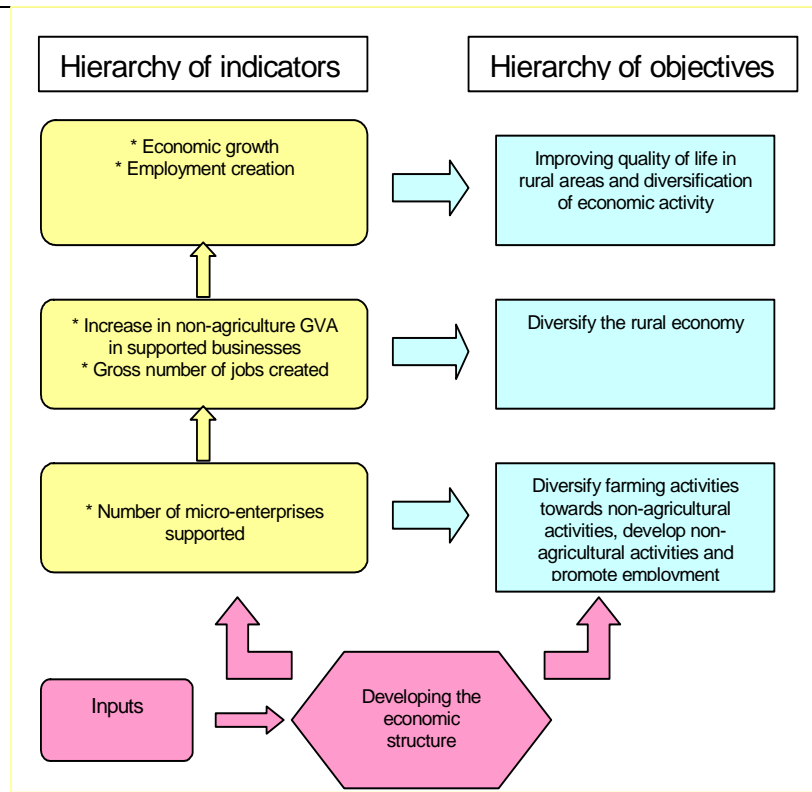 Hierarchy of indicators
Hierarchy of objectives
* Economic growth
* Employment creation
Improving quality of life in
rural areas and diversification
of economic activity
* Increase in non-agriculture GVA
in supported businesses
* Gross number of jobs created
Diversify the rural economy
* Number of micro-enterprises
supported
Diversify farming activities
towards non-agricultural
activities, develop non-
agricultural activities and
promote employment
Inputs
Developing the
economic
structure